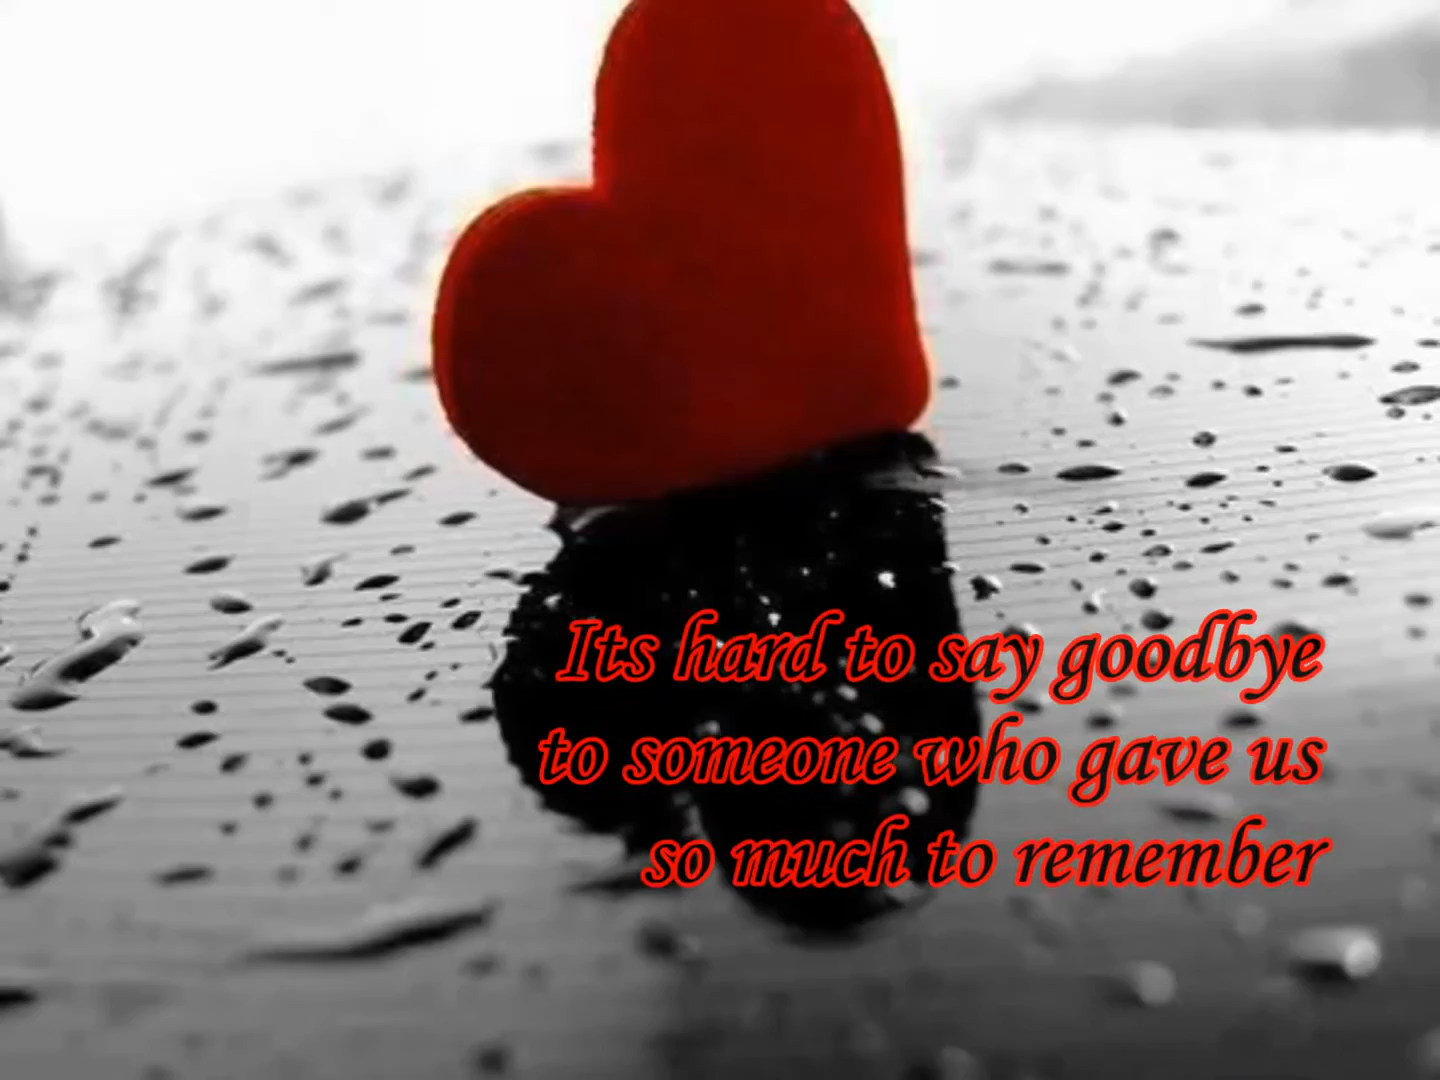 Its hard to say goodbye
to someone who gave us
so much to remember